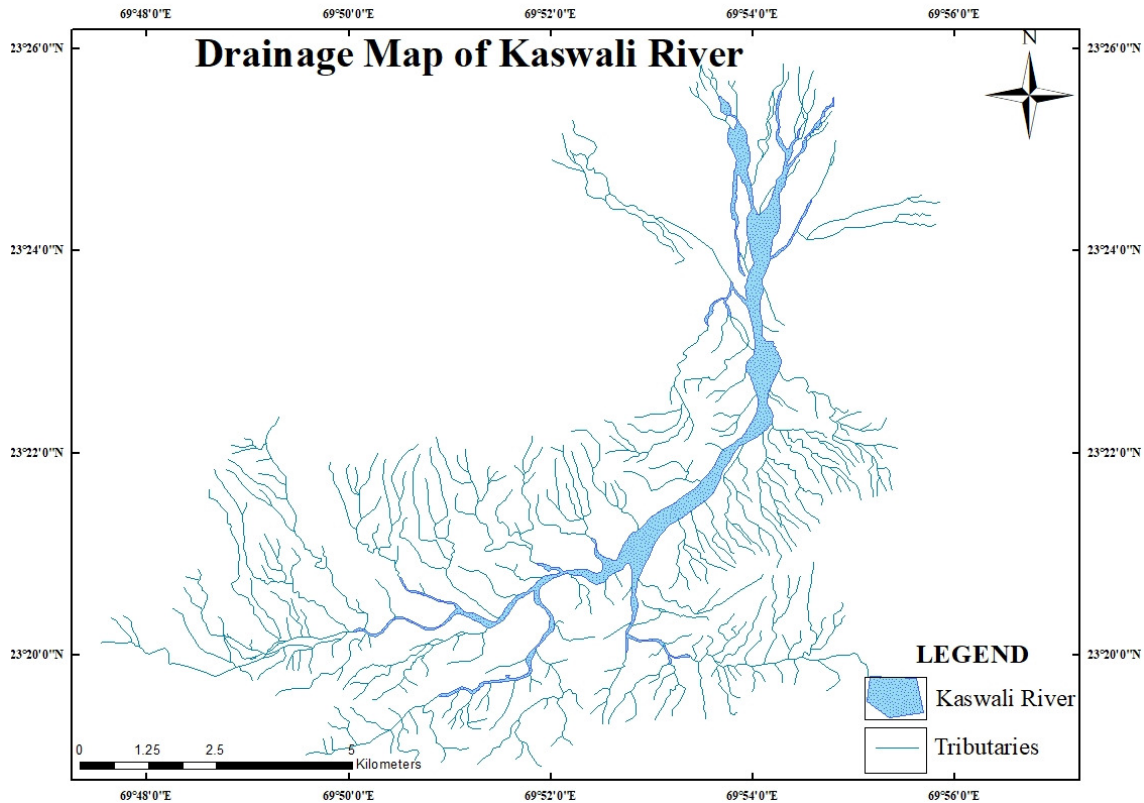 69°48'0"E 69°50'0"E 69°52'0"E 69°54'0"E 69°56'0"E
Drainage Map of Kaswali River
N
23°26'0"N 23°26'0"N
23°24'0"N 23°24'0"N
23°22'0"N 23°22'0"N
23°20'0"N 23°20'0"N
LEGEND
Kaswali River
Tributaries
0 1.25 2.5 5
Kilometers
69°48'0"E 69°50'0"E 69°52'0"E 69°54'0"E 69°56'0"E